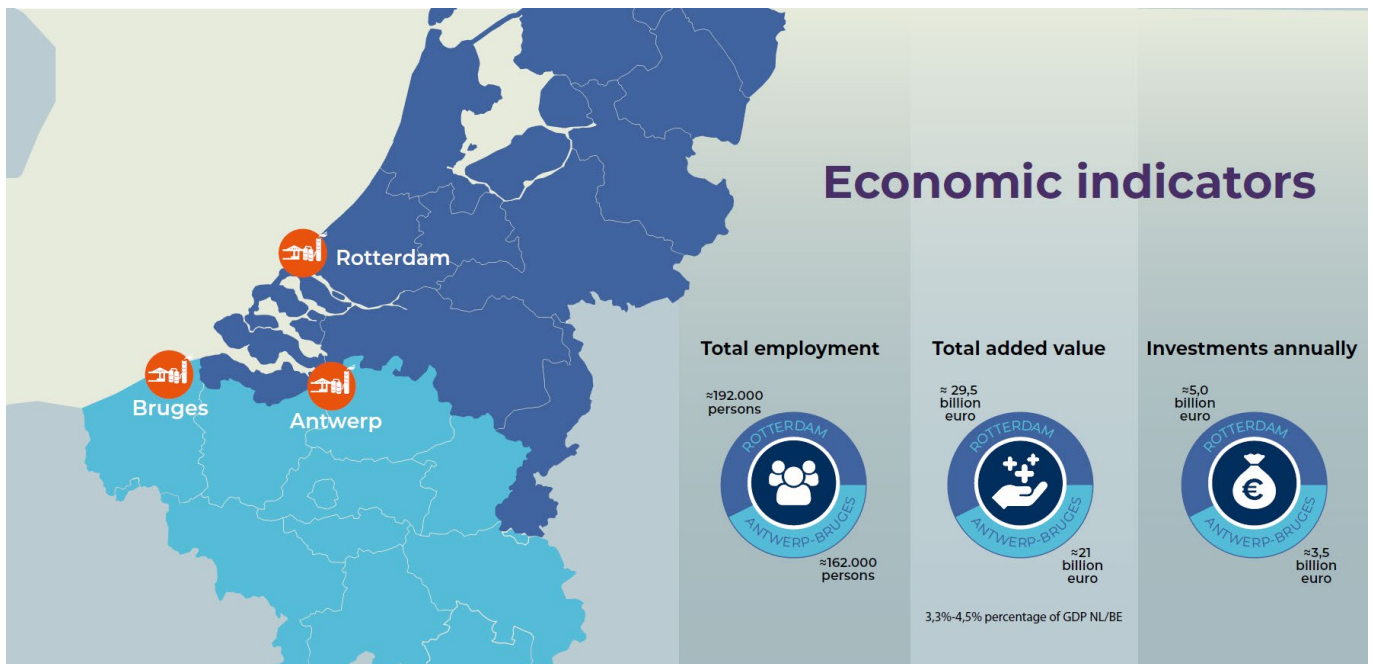 Economic indicators
Rotterdam
Bruges
Antwerp
Total employment
≈192.000
persons
ROTTERDAM
ANTWERP-BRUGES
≈162.000
persons
Total added value
≈ 29,5
billion
euro
ROTTERDAM
ANTWERP-BRUGES
≈21
billion
euro
3,3%-4,5% percentage of GDP NL/BE
Investments annually
≈5,0
billion
euro
ROTTERDAM
€
ANTWERP-BRUGES
≈3,5
billion
euro